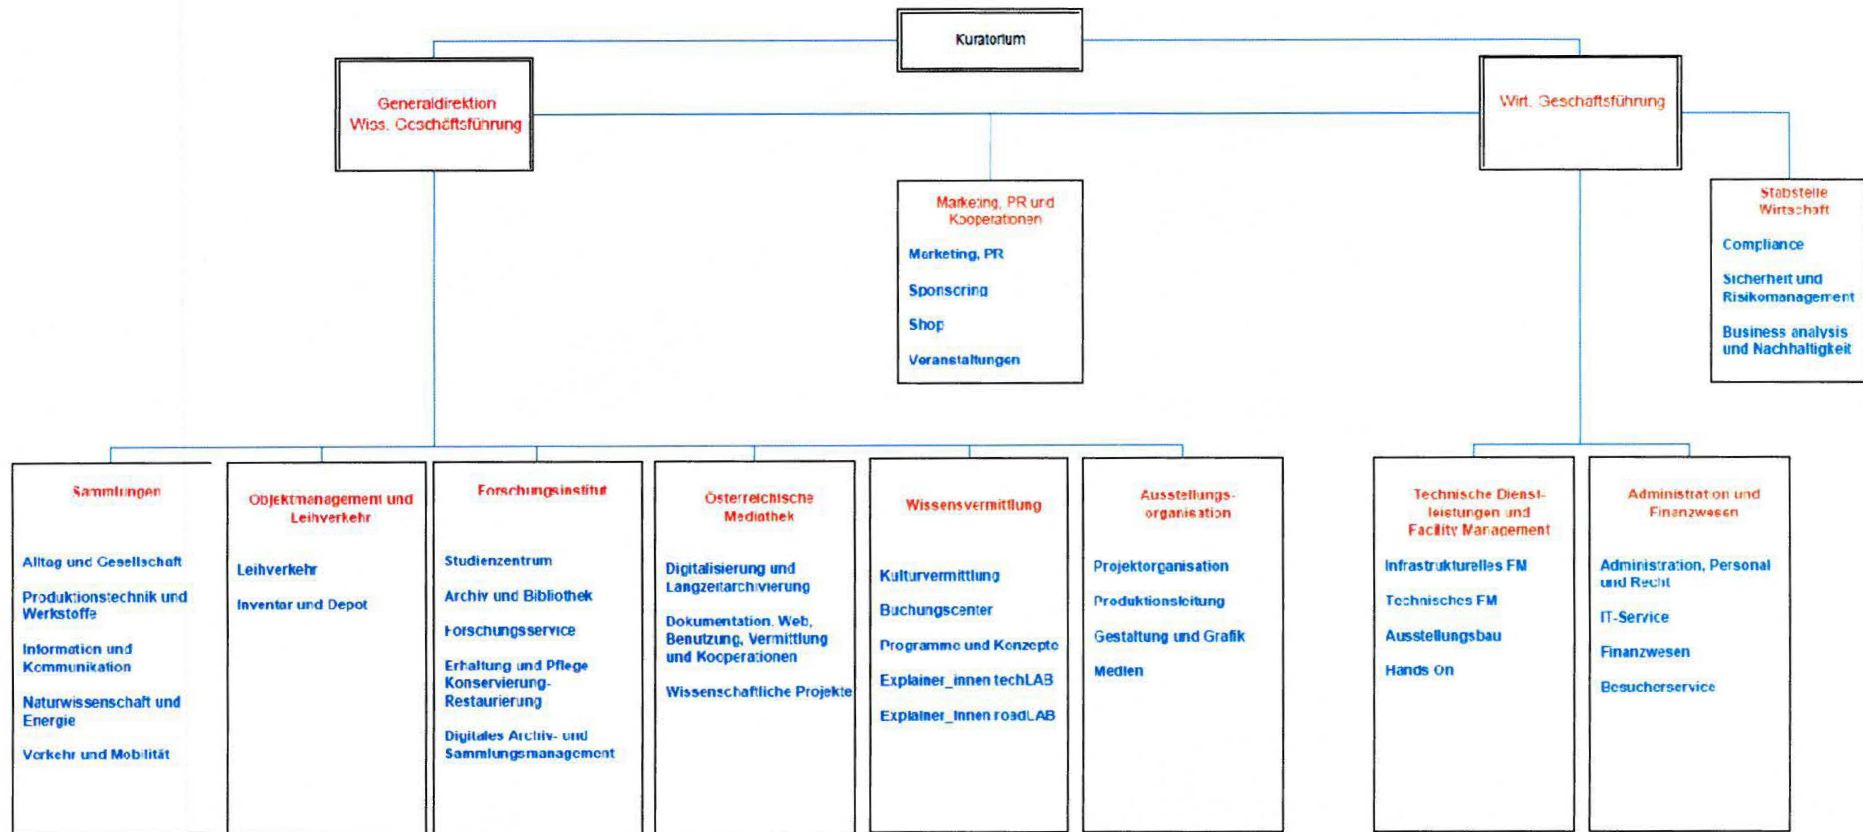 Kuratorium
Generaldirektion
Wiss. Geschäftsführung
Wirt. Geschäftsführung
Marketing, PR und
Kooperationen
Marketing, PR
Sponsoring
Shop
Veranstaltungen
Stabstelle
Wirtschaft
Compliance
Sicherheit und
Risikomanagement
Business analysis
und Nachhaltigkeit
Sammlungen
Alltag und Gesellschaft
Produktionstechnik und
Werkstoffe
Information und
Kommunikation
Naturwissenschaft und
Energie
Verkehr und Mobilität
Objektmanagement und
Leihverkehr
Leihverkehr
Inventar und Depot
Forschungsinstitut
Studienzentrum
Archiv und Bibliothek
Forschungsservice
Erhaltung und Pflege
Konservierung-
Restaurierung
Digitales Archiv- und
Sammlungsmanagement
Österreichische
Mediathek
Digitalisierung und
Langzeitarchivierung
Dokumentation, Web,
Benutzung, Vermittlung
und Kooperationen
Wissenschaftliche Projekte
Wissensvermittlung
Kulturvermittlung
Buchungscenter
Programme und Konzepte
Explainer_innen techLAB
Explainer_innen roadLAB
Ausstellungs-
organisation
Projektorganisation
Produktionsleitung
Gestaltung und Grafik
Medien
Technische Dienst-
leistungen und
Facility Management
Infrastrukturelles FM
Technisches FM
Ausstellungsbau
Hands On
Administration und
Finanzwesen
Administration, Personal
und Recht
IT-Service
Finanzwesen
Besucherservice